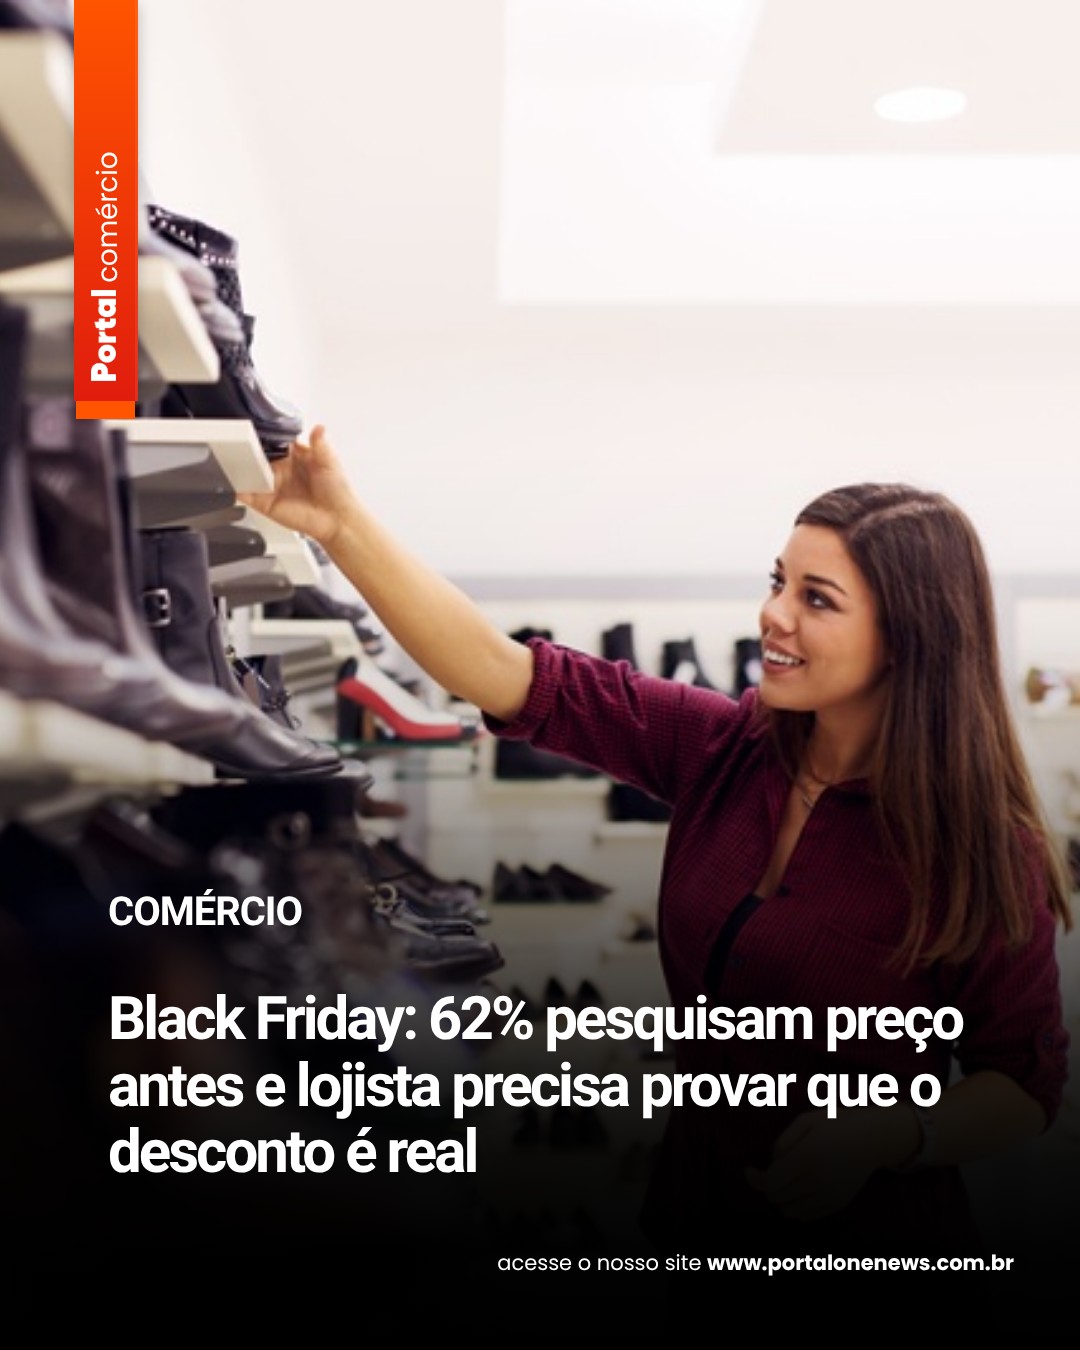 Portal comércio
COMÉRCIO
Black Friday: 62% pesquisam preço
antes e lojista precisa provar que o
desconto é real
acesse o nosso site www.portalonenews.com.br